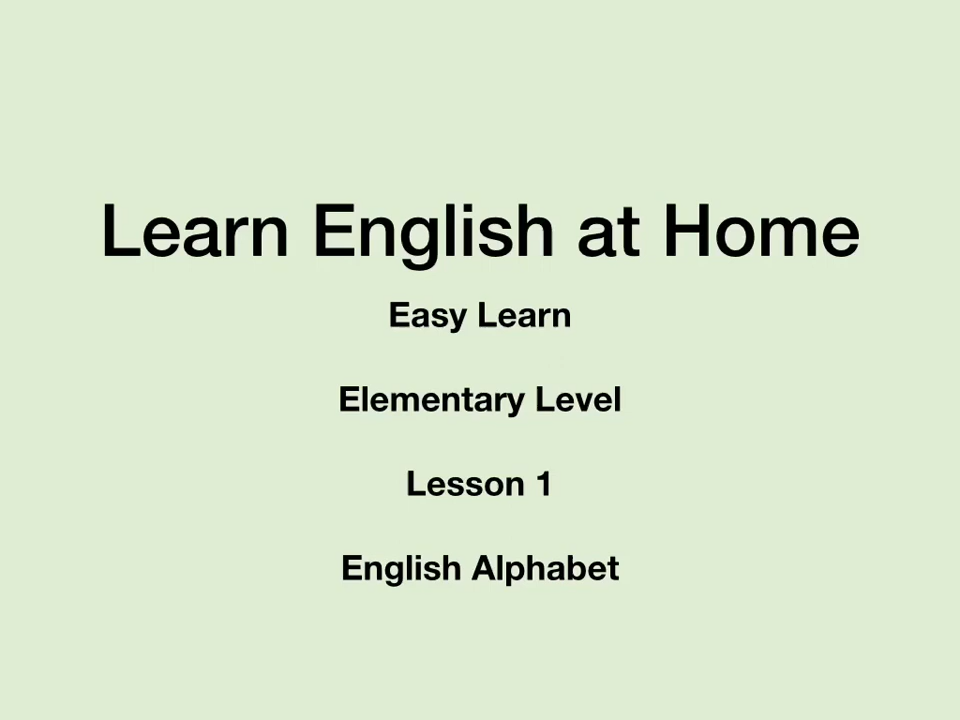 Learn English at Home
Easy Learn
Elementary Level
Lesson 1
English Alphabet